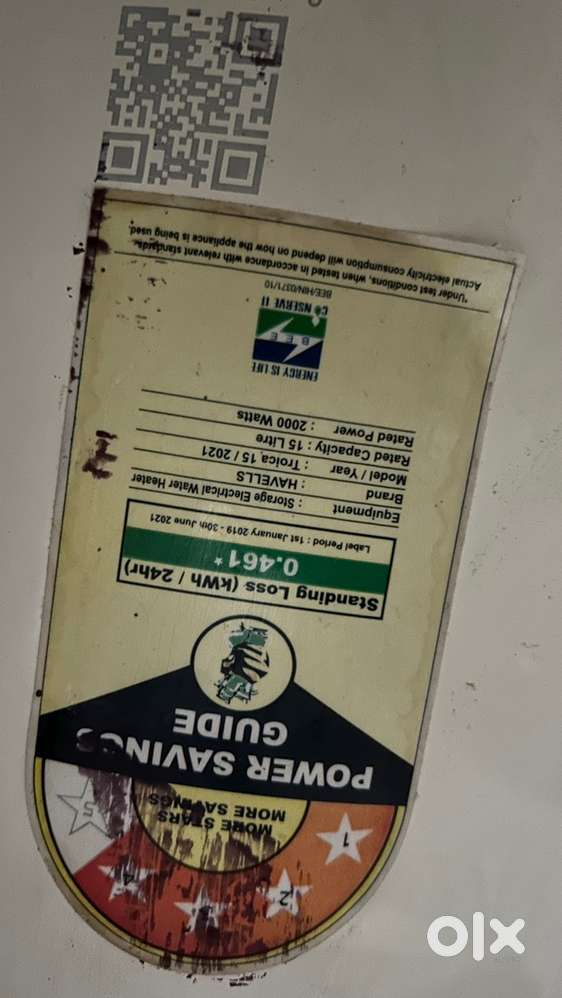 1
2
3
4
5
MORE STARS
MORE SAVINGS
POWER SAVINGS
GUIDE
Standing Loss (kWh / 24hr)
0.461*
Label Period : 1st January 2019 - 30th June 2021
Equipment : Storage Electrical Water Heater
Brand : HAVELLS
Model / Year : Troica 15 / 2021
Rated Capacity : 15 Litre
Rated Power : 2000 Watts
ENERGY IS LIFE
BEE
CONSERVE IT
BEE/HIN/0371/10
*Under test conditions, when tested in accordance with relevant standards.
Actual electricity consumption will depend on how the appliance is being used.
olx